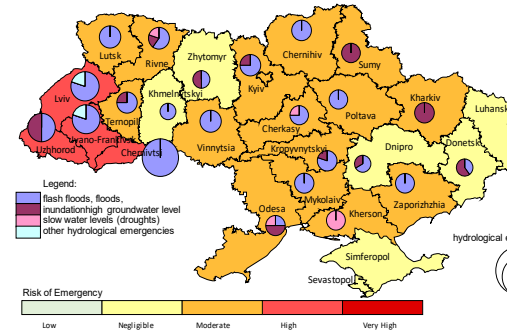 Lutsk
Rivne
Zhytomyr
Chernihiv
Sumy
Kyiv
Lviv
Ternopil
Khmelnytskyi
Kharkiv
Luhansk
Poltava
Cherkasy
Ivano-Frankivsk
Uzhhorod
Chernivtsi
Vinnytsia
Kropyvnytskyi
Dnipro
Donetsk
Mykolaiv
Zaporizhzhia
Odesa
Kherson
Simferopol
Sevastopol
Legend:
flash floods, floods,
inundationhigh groundwater level
slow water levels (droughts)
other hydrological emergencies
hydrological e
Risk of Emergency
Low
Negligible
Moderate
High
Very High